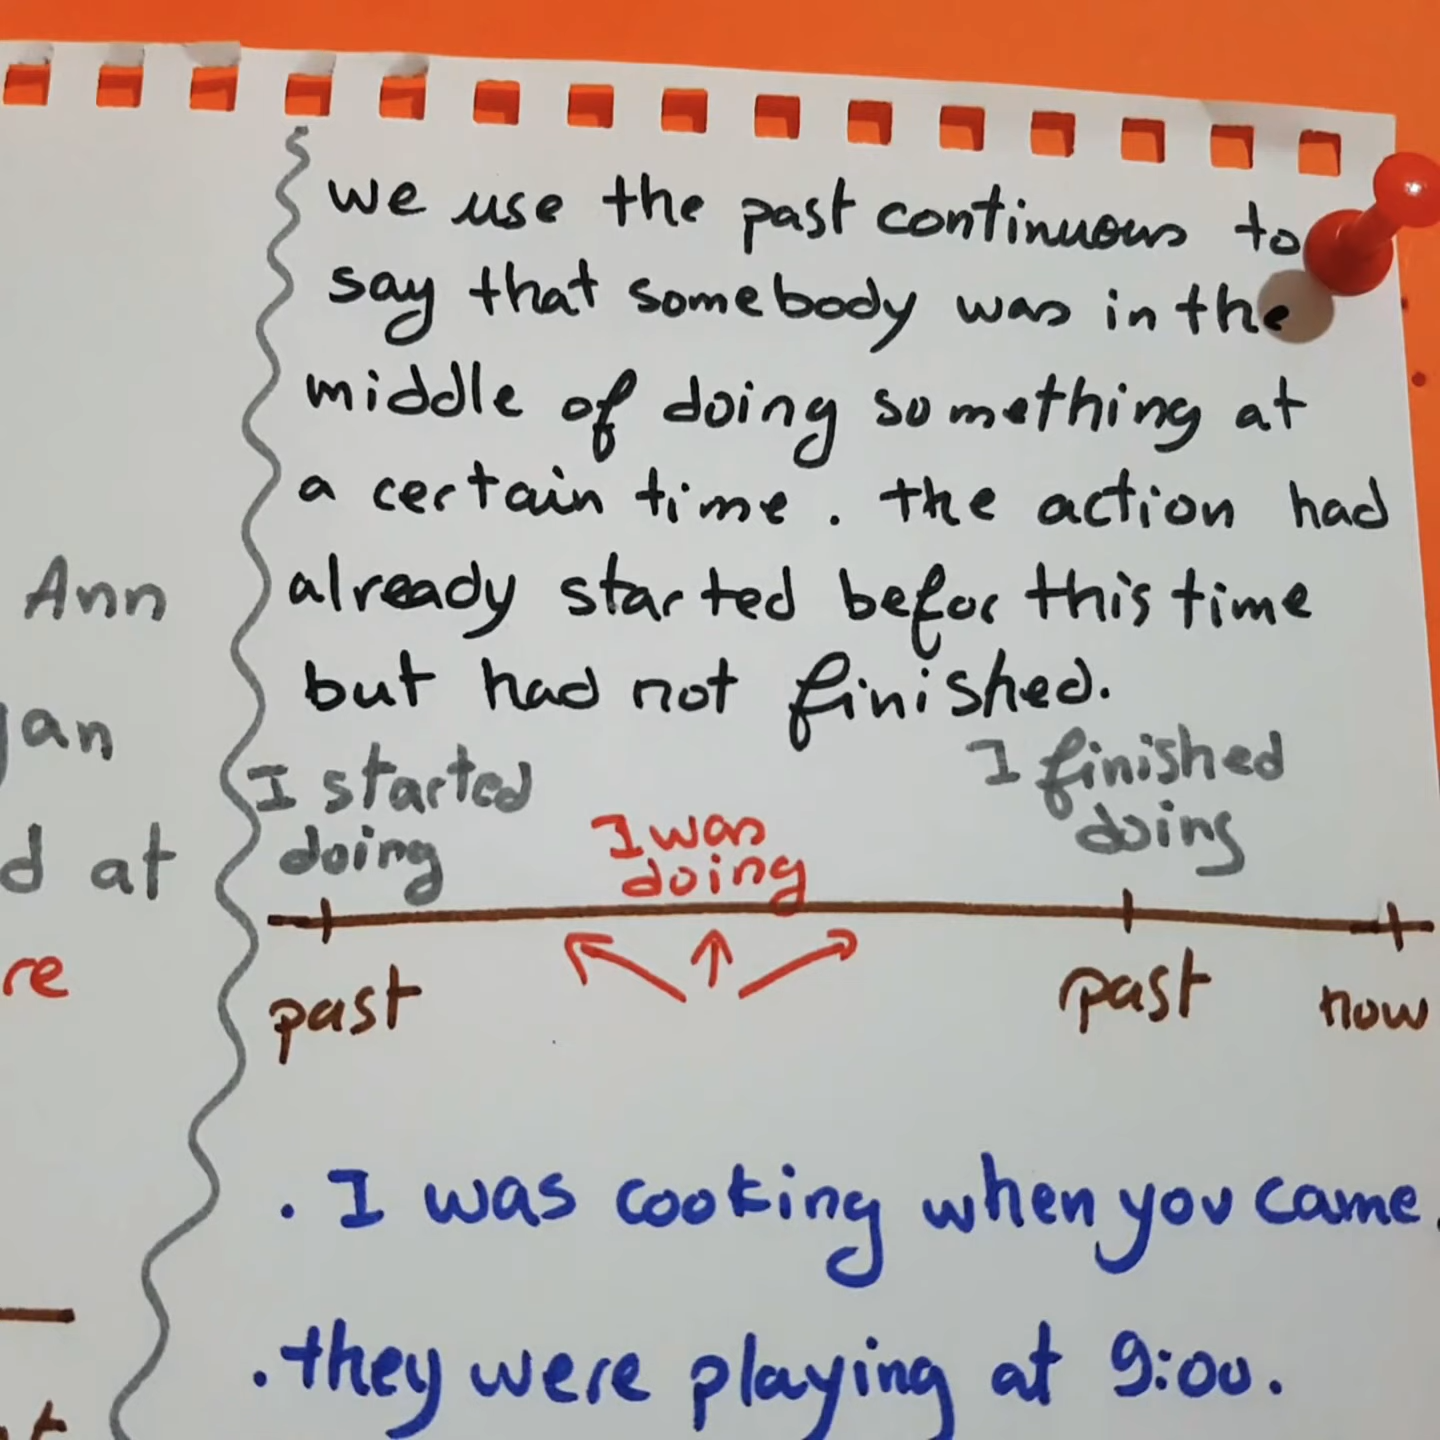 we use the past continuous to
say that somebody was in the
middle of doing something at
a certain time. the action had
already started befor this time
but had not finished.
I started
doing
I was
doing
I finished
doing
past
past
now
. I was cooking when you came.
. they were playing at 9:00.
Ann
an
d at
re